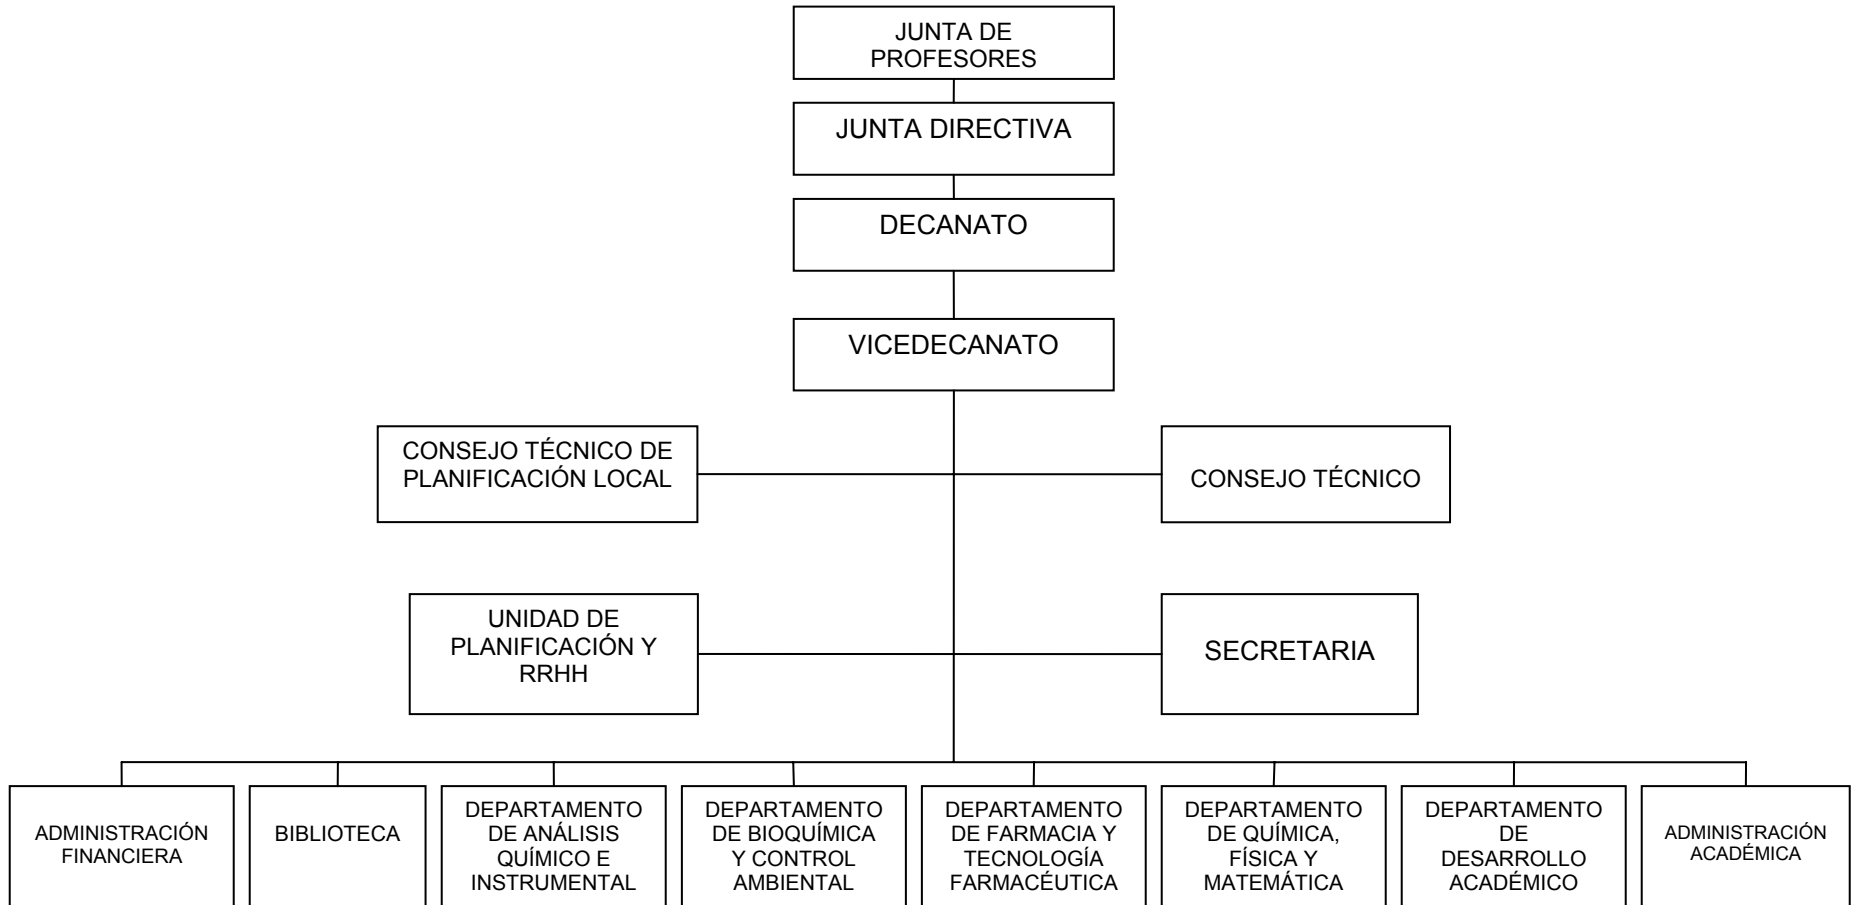 JUNTA DE
PROFESORES
JUNTA DIRECTIVA
DECANATO
VICEDECANATO
CONSEJO TÉCNICO DE
PLANIFICACIÓN LOCAL
CONSEJO TÉCNICO
UNIDAD DE
PLANIFICACIÓN Y
RRHH
SECRETARIA
ADMINISTRACIÓN
FINANCIERA
BIBLIOTECA
DEPARTAMENTO
DE ANÁLISIS
QUÍMICO E
INSTRUMENTAL
DEPARTAMENTO
DE BIOQUÍMICA
Y CONTROL
AMBIENTAL
DEPARTAMENTO
DE FARMACIA Y
TECNOLOGÍA
FARMACÉUTICA
DEPARTAMENTO
DE QUÍMICA,
FÍSICA Y
MATEMÁTICA
DEPARTAMENTO
DE
DESARROLLO
ACADÉMICO
ADMINISTRACIÓN
ACADÉMICA